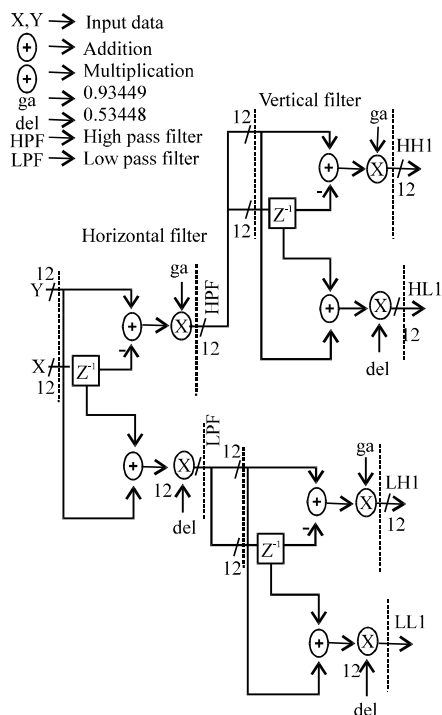 X,Y → Input data
+ → Addition
+ → Multiplication
ga → 0.93449
del → 0.53448
HPF → High pass filter
LPF → Low pass filter
Vertical filter
ga
12
+
X
HH1
12
-
12
Z⁻¹
Horizontal filter
ga
HPF
12
Y
+
X
12
+
X
HL1
12
del
-
X
12
Z⁻¹
LPF
12
ga
+
X
12
del
+
X
LH1
12
-
12
Z⁻¹
+
X
LL1
12
del